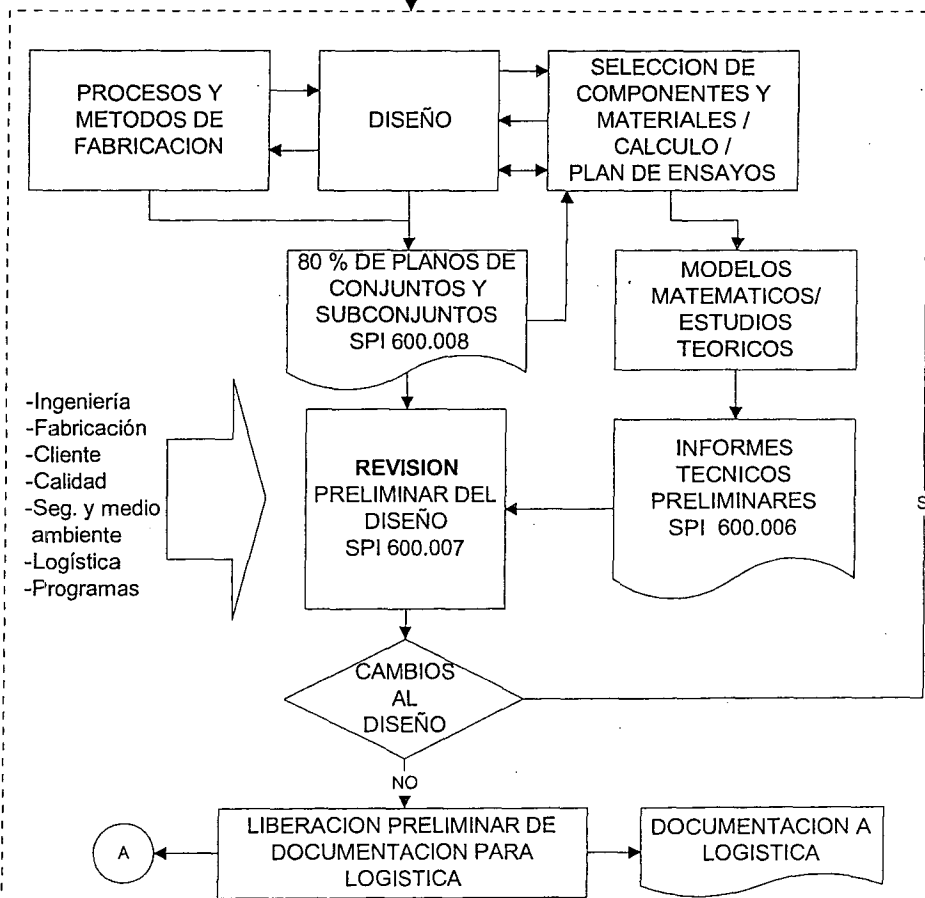 PROCESOS Y
METODOS DE
FABRICACION
DISEÑO
SELECCION DE
COMPONENTES Y
MATERIALES /
CALCULO /
PLAN DE ENSAYOS
80 % DE PLANOS DE
CONJUNTOS Y
SUBCONJUNTOS
SPI 600.008
MODELOS
MATEMATICOS/
ESTUDIOS
TEORICOS
-Ingeniería
-Fabricación
-Cliente
-Calidad
-Seg. y medio
ambiente
-Logística
-Programas
REVISION
PRELIMINAR DEL
DISEÑO
SPI 600.007
INFORMES
TECNICOS
PRELIMINARES
SPI 600.006
S
CAMBIOS
AL
DISEÑO
NO
A
LIBERACION PRELIMINAR DE
DOCUMENTACION PARA
LOGISTICA
DOCUMENTACION A
LOGISTICA